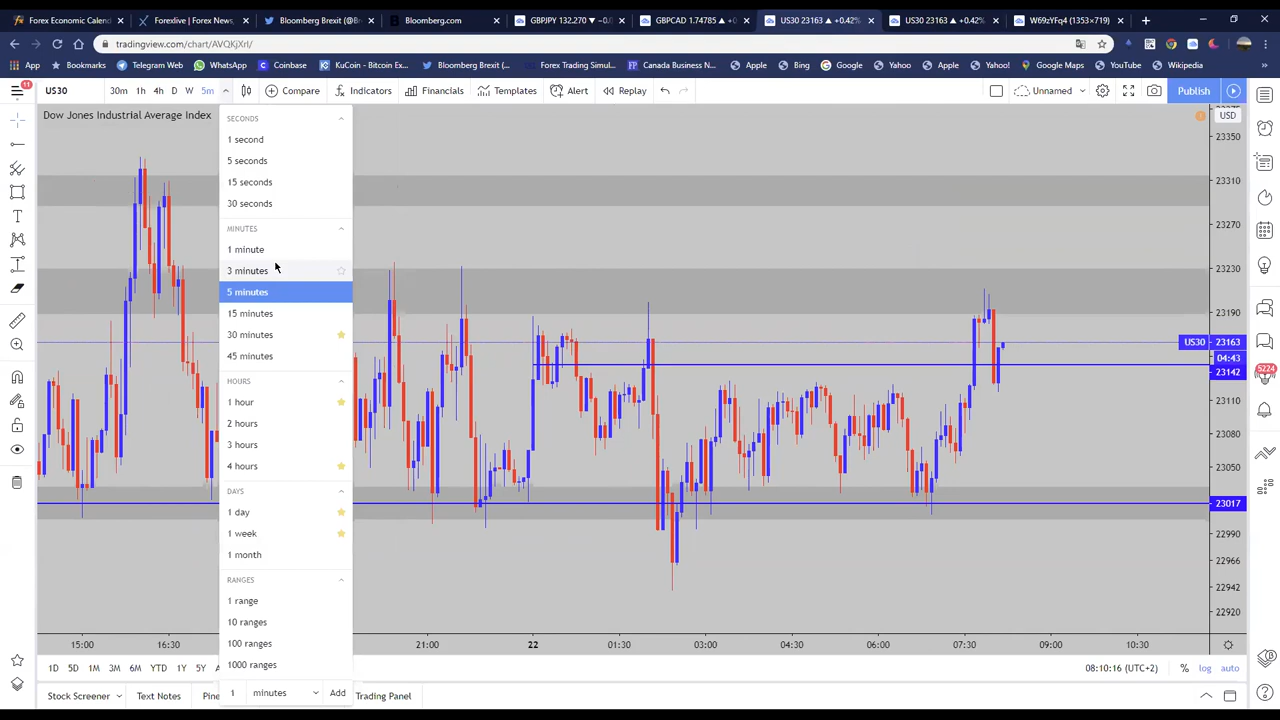 Forex Economic Calend
Forexlive | Forex News,
Bloomberg Brexit (@Br
Bloomberg.com
GBPJPY 132.270 ▼ −0.
GBPCAD 1.74785 ▲
US30 23163 ▲ +0.42%
US30 23163 ▲ +0.42%
W69zYFq4 (1353×719)
tradingview.com/chart/AVQKjXrI/
Apps
Bookmarks
Telegram Web
WhatsApp
Coinbase
KuCoin - Bitcoin Ex...
Bloomberg Brexit (...
Forex Trading Simul...
Canada Business N...
Apple
Bing
Google
Yahoo
Apple
Yahoo!
Google Maps
YouTube
Wikipedia
11
US30
30m 1h 4h D W 5m
Compare
Indicators
Financials
Templates
Alert
Replay
Unnamed
Publish
Dow Jones Industrial Average Index
USD
SECONDS
1 second
5 seconds
15 seconds
30 seconds
MINUTES
1 minute
3 minutes
5 minutes
15 minutes
30 minutes
45 minutes
HOURS
1 hour
2 hours
3 hours
4 hours
DAYS
1 day
1 week
1 month
RANGES
1 range
10 ranges
100 ranges
1000 ranges
1 minutes Add
23350
23310
23270
23230
23190
US30 23163
04:43
23142
23110
23080
23050
23017
22990
22966
22942
22920
5224
15:00 16:30 21:00 22 01:30 03:00 04:30 06:00 07:30 09:00 10:30
1D 5D 1M 3M 6M YTD 1Y 5Y
08:10:16 (UTC+2) % log auto
Stock Screener
Text Notes
Trading Panel